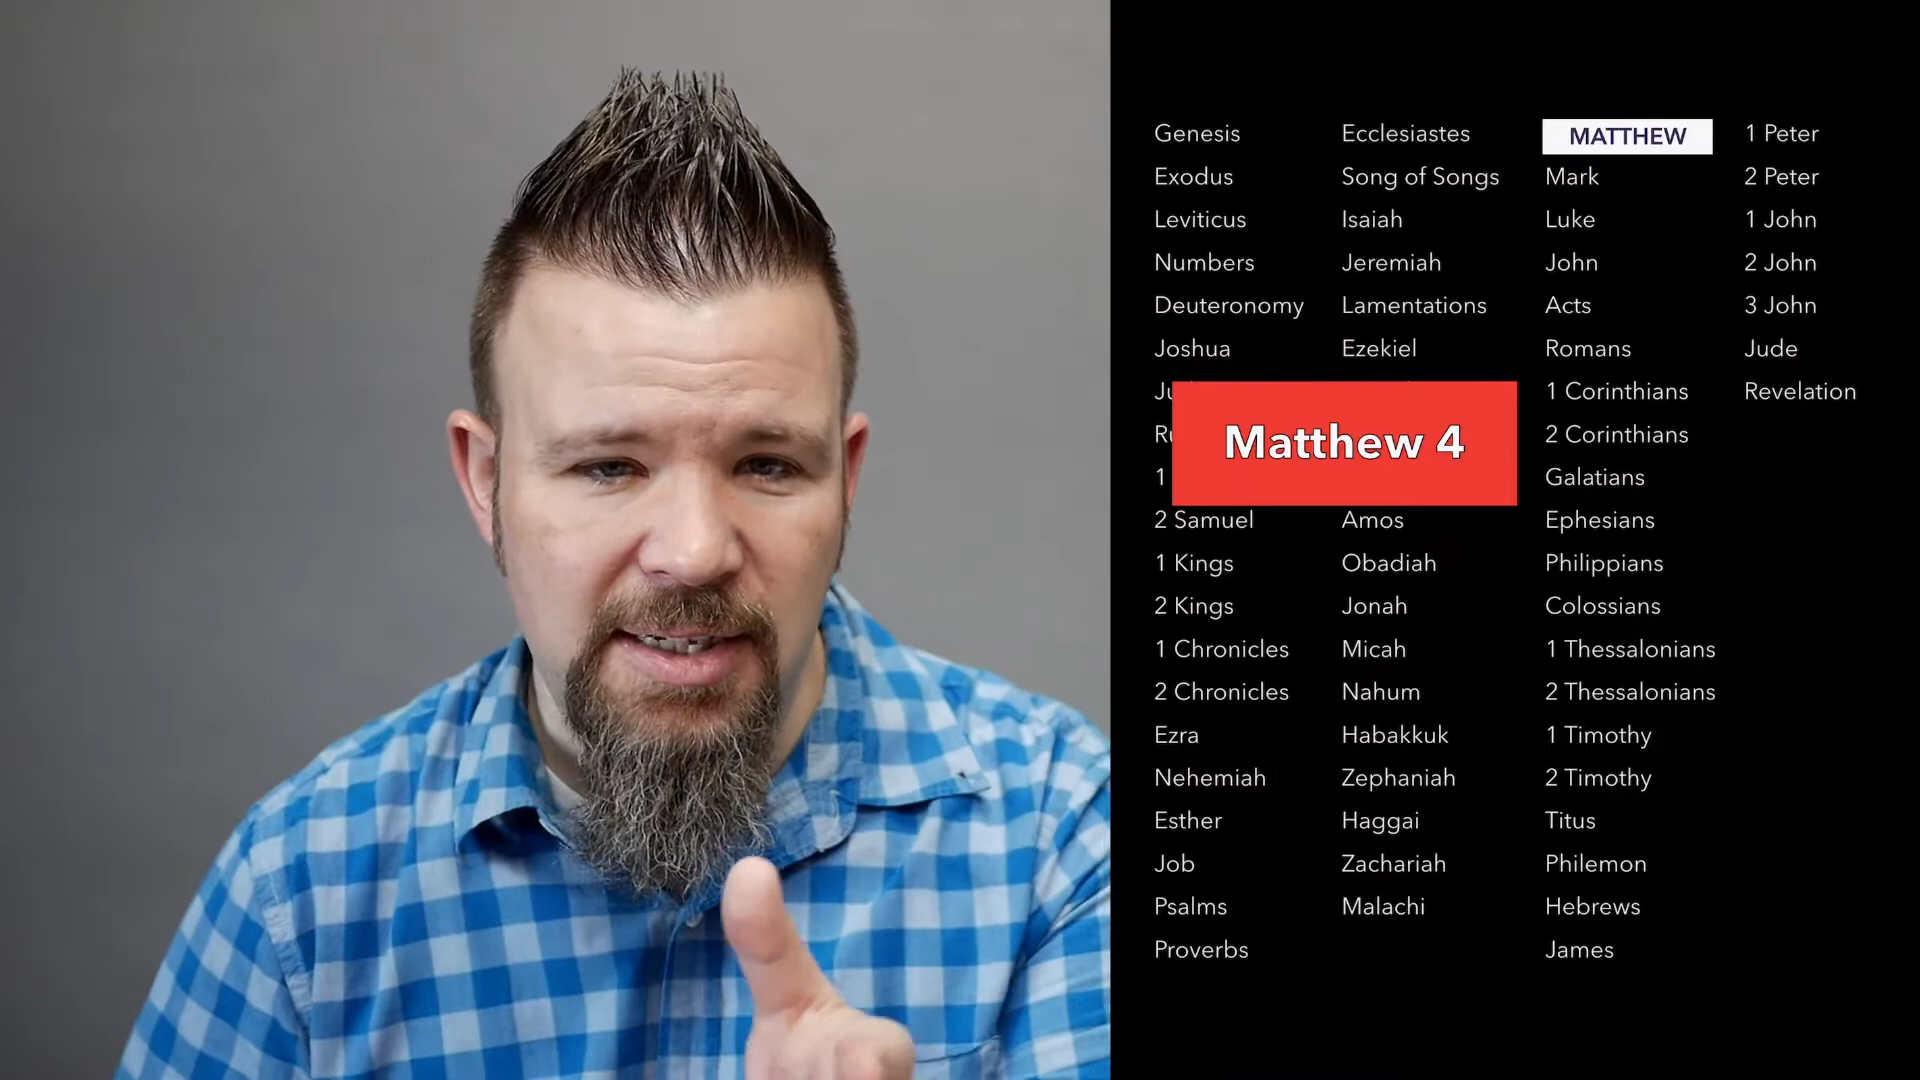 Genesis
Exodus
Leviticus
Numbers
Deuteronomy
Joshua
1
2 Samuel
1 Kings
2 Kings
1 Chronicles
2 Chronicles
Ezra
Nehemiah
Esther
Job
Psalms
Proverbs
Ecclesiastes
Song of Songs
Isaiah
Jeremiah
Lamentations
Ezekiel
Matthew 4
Amos
Obadiah
Jonah
Micah
Nahum
Habakkuk
Zephaniah
Haggai
Zachariah
Malachi
MATTHEW
Mark
Luke
John
Acts
Romans
1 Corinthians
2 Corinthians
Galatians
Ephesians
Philippians
Colossians
1 Thessalonians
2 Thessalonians
1 Timothy
2 Timothy
Titus
Philemon
Hebrews
James
1 Peter
2 Peter
1 John
2 John
3 John
Jude
Revelation